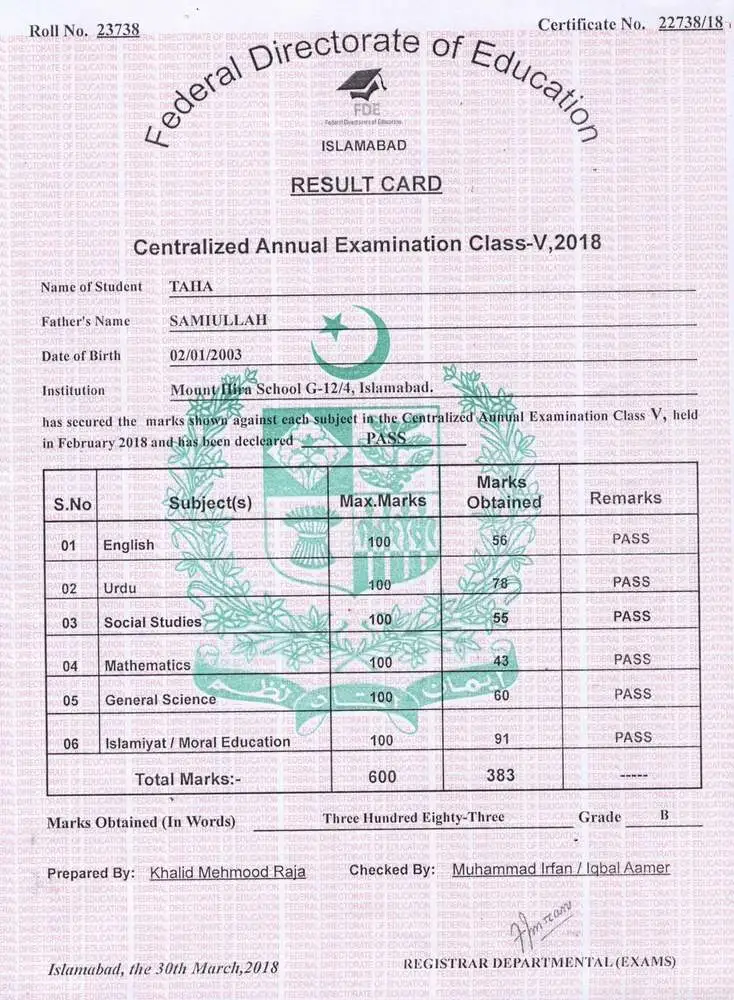 Roll No. 23738
Certificate No. 22738/18
Federal Directorate of Education
FDE
Federal Directorate of Education
ISLAMABAD
RESULT CARD
Centralized Annual Examination Class-V,2018
Name of Student TAHA
Father's Name SAMIULLAH
Date of Birth 02/01/2003
Institution Mount Hira School G-12/4, Islamabad.
has secured the marks shown against each subject in the Centralized Annual Examination Class V, held
in February 2018 and has been decleared PASS
S.No Subject(s) Max.Marks Marks Obtained Remarks
01 English 100 56 PASS
02 Urdu 100 78 PASS
03 Social Studies 100 55 PASS
04 Mathematics 100 43 PASS
05 General Science 100 60 PASS
06 Islamiyat / Moral Education 100 91 PASS
Total Marks:- 600 383 -----
ایمان اتحاد نظم
Marks Obtained (In Words) Three Hundred Eighty-Three Grade B
Prepared By: Khalid Mehmood Raja Checked By: Muhammad Irfan / Iqbal Aamer
Islamabad, the 30th March,2018
REGISTRAR DEPARTMENTAL (EXAMS)